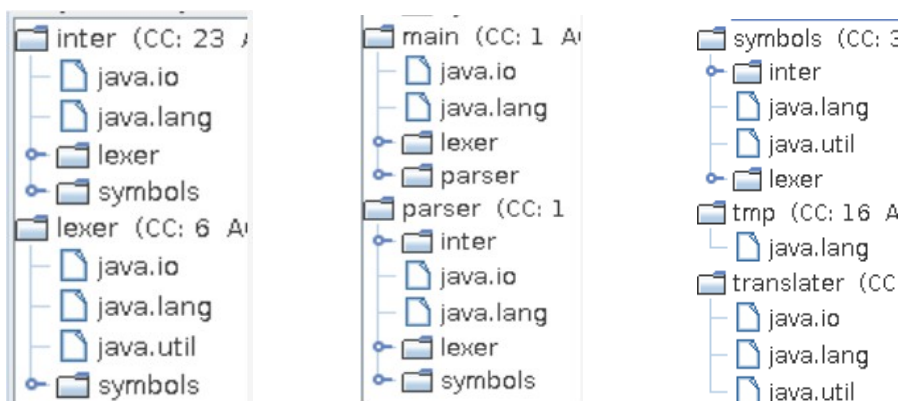 inter (CC: 23
java.io
java.lang
lexer
symbols
lexer (CC: 6
java.io
java.lang
java.util
symbols
main (CC: 1
java.io
java.lang
lexer
parser
parser (CC: 1
inter
java.io
java.lang
lexer
symbols
symbols (CC: 3
inter
java.lang
java.util
lexer
tmp (CC: 16 A
java.lang
translater (CC
java.io
java.lang
java.util